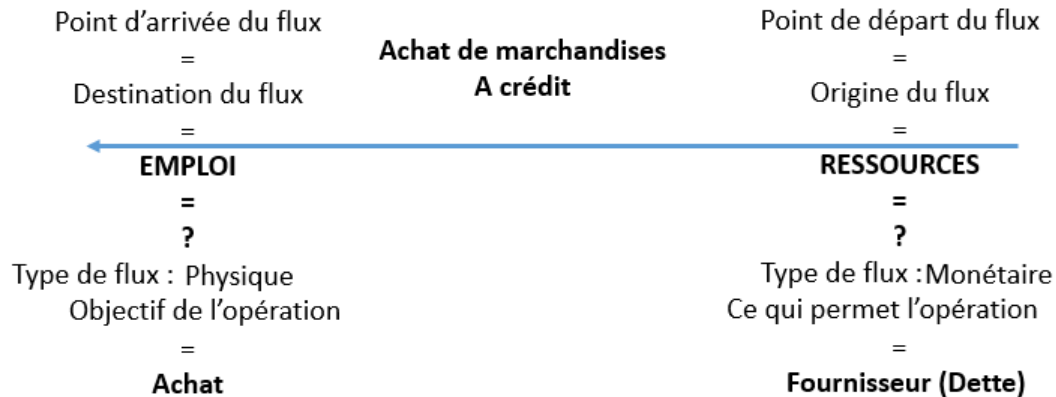 Point d’arrivée du flux
=
Destination du flux
=
EMPLOI
=
?
Type de flux : Physique
Objectif de l’opération
=
Achat
Achat de marchandises
A crédit
Point de départ du flux
=
Origine du flux
=
RESSOURCES
=
?
Type de flux : Monétaire
Ce qui permet l’opération
=
Fournisseur (Dette)